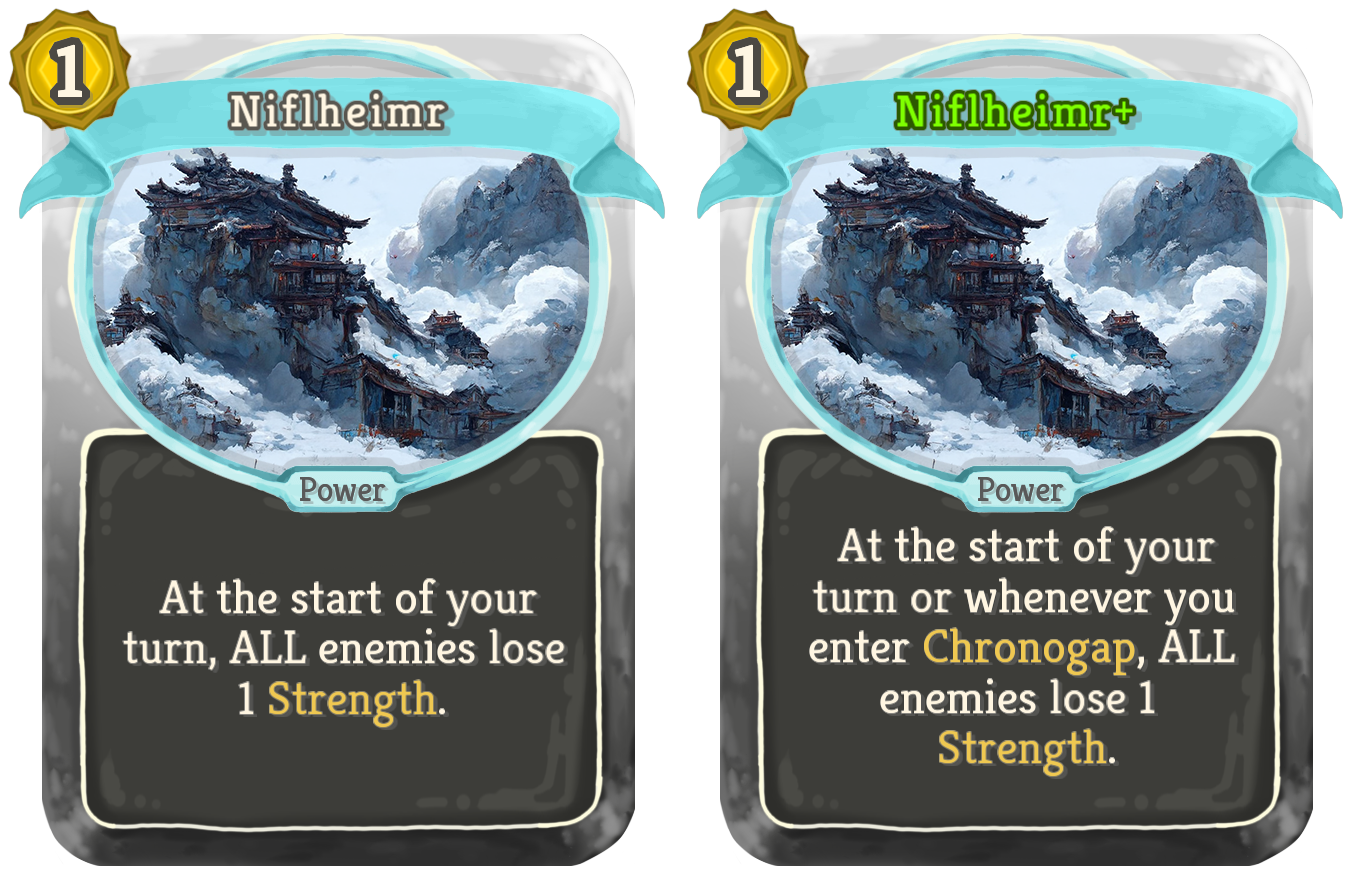 1
Niflheimr
Power
At the start of your
turn, ALL enemies lose
1 Strength.
1
Niflheimr+
Power
At the start of your
turn or whenever you
enter Chronogap, ALL
enemies lose 1
Strength.